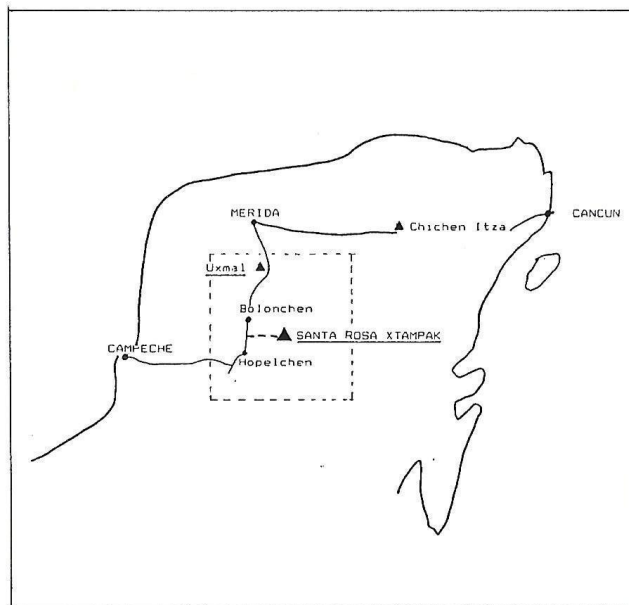 MERIDA
Chichen Itza
CANCUN
Uxmal
Bolonchen
SANTA ROSA XTAMPAK
CAMPECHE
Hopelchen